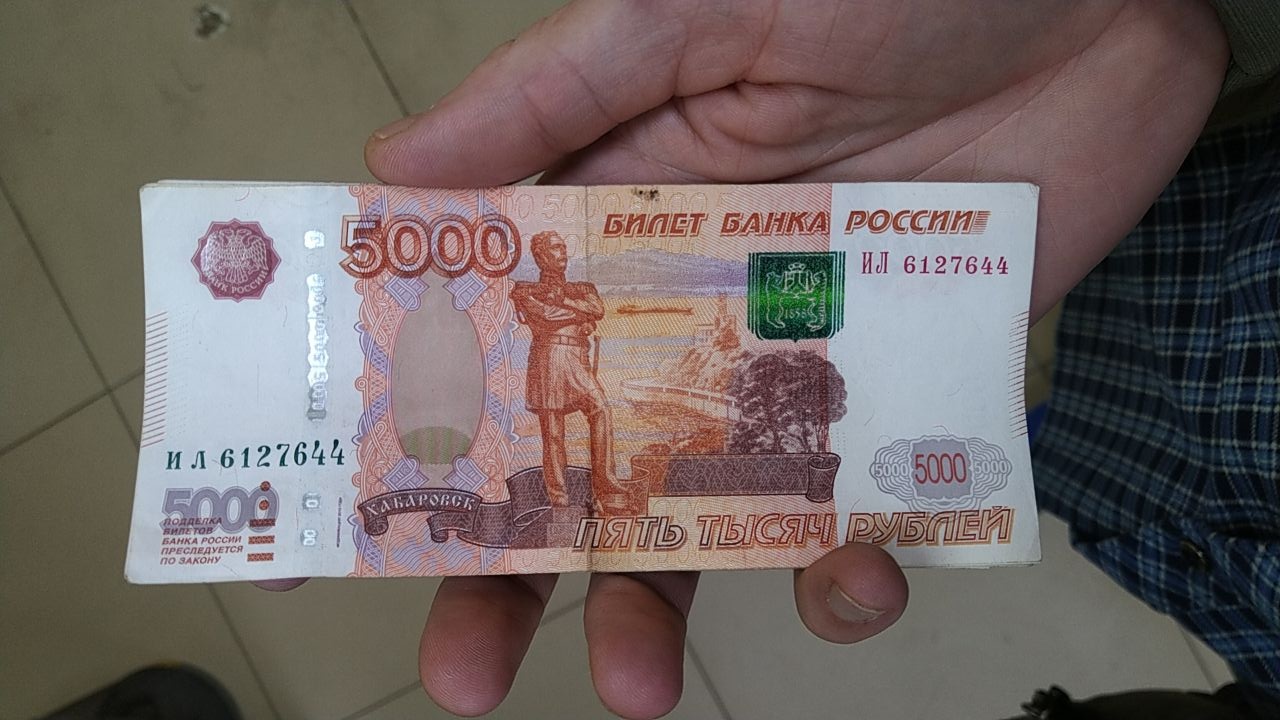 5000
БИЛЕТ БАНКА РОССИИ
ИЛ 6127644
1858
БАНК РОССИИ
ИЛ 6127644
5000
ПОДДЕЛКА
БИЛЕТОВ
БАНКА РОССИИ
ПРЕСЛЕДУЕТСЯ
ПО ЗАКОНУ
ХАБАРОВСК
5000 5000 5000
ПЯТЬ ТЫСЯЧ РУБЛЕЙ